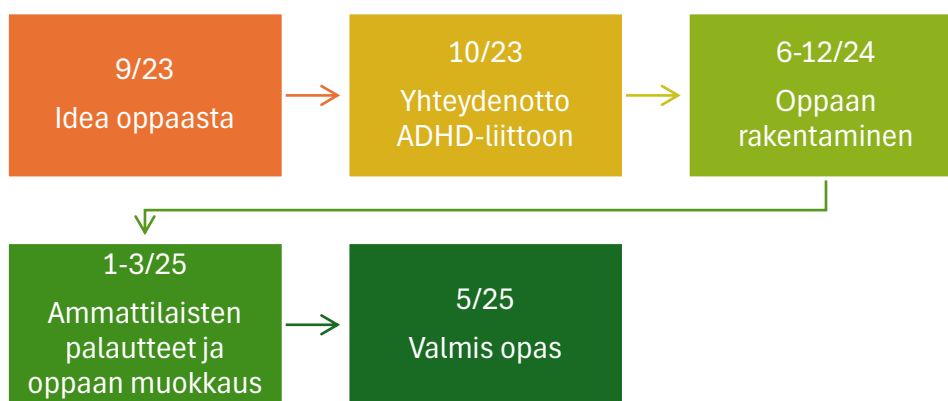 9/23
Idea oppaasta
10/23
Yhteydenotto
ADHD-liittoon
6-12/24
Oppaan
rakentaminen
1-3/25
Ammattilaisten
palautteet ja
oppaan muokkaus
5/25
Valmis opas